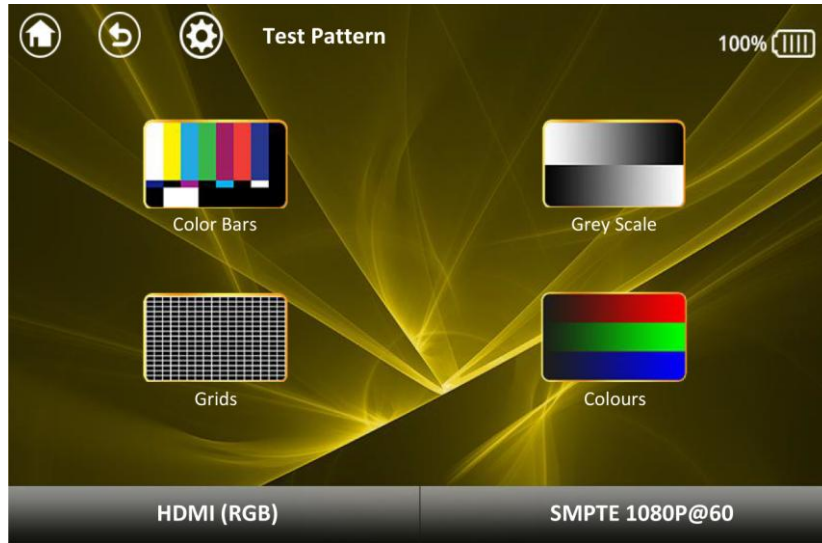 Test Pattern
100%
Color Bars
Grey Scale
Grids
Colours
HDMI (RGB)
SMPTE 1080P@60